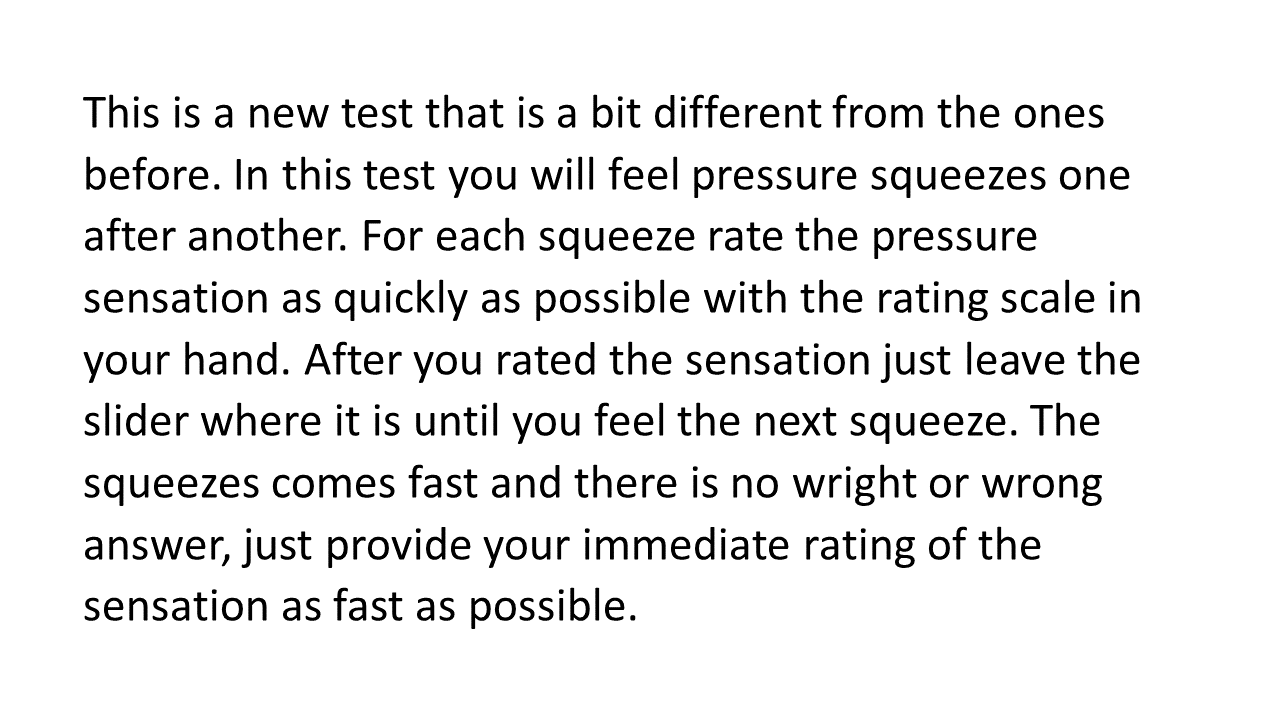 This is a new test that is a bit different from the ones
before. In this test you will feel pressure squeezes one
after another. For each squeeze rate the pressure
sensation as quickly as possible with the rating scale in
your hand. After you rated the sensation just leave the
slider where it is until you feel the next squeeze. The
squeezes comes fast and there is no wright or wrong
answer, just provide your immediate rating of the
sensation as fast as possible.